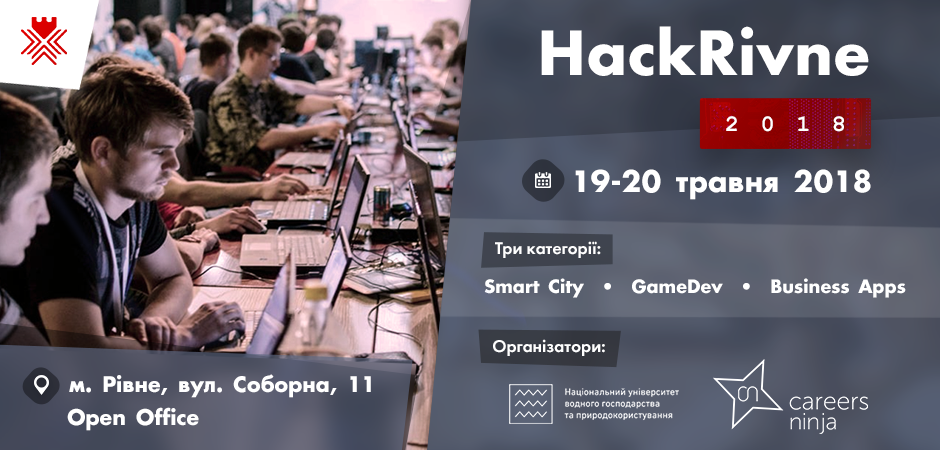 HackRivne
2 0 1 8
19-20 травня 2018
Три категорії:
Smart City • GameDev • Business Apps
Організатори:
Національний університет
водного господарства
та природокористування
careers
ninja
м. Рівне, вул. Соборна, 11
Open Office